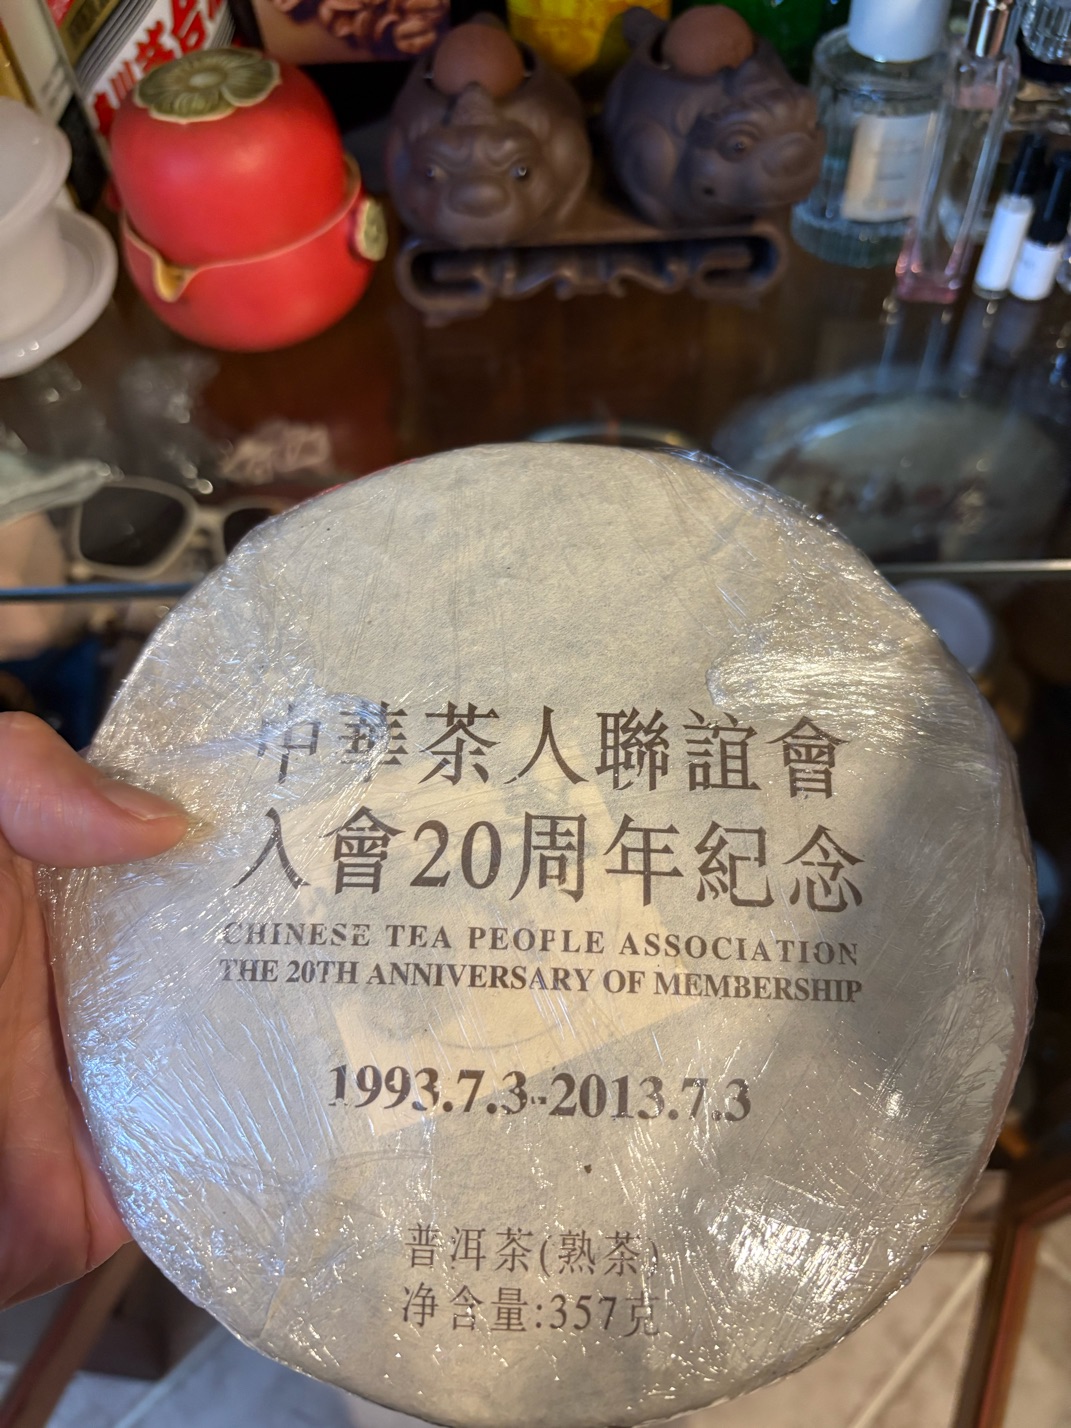 中華茶人聯誼會
入會20周年紀念
CHINESE TEA PEOPLE ASSOCIATION
THE 20TH ANNIVERSARY OF MEMBERSHIP
1993.7.3-2013.7.3
普洱茶(熟茶)
净含量:357克